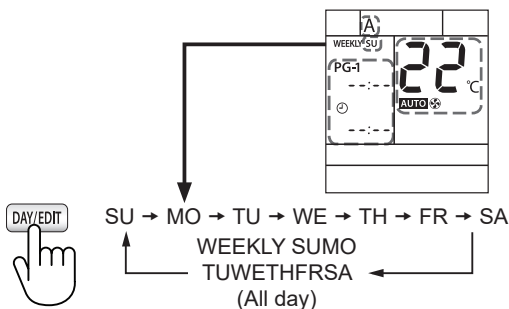 A
WEEKLY SU
PG-1
--:--
--:--
22 °C
AUTO
DAY/EDIT
SU → MO → TU → WE → TH → FR → SA
WEEKLY SUMO
TUWETHFRSA
(All day)